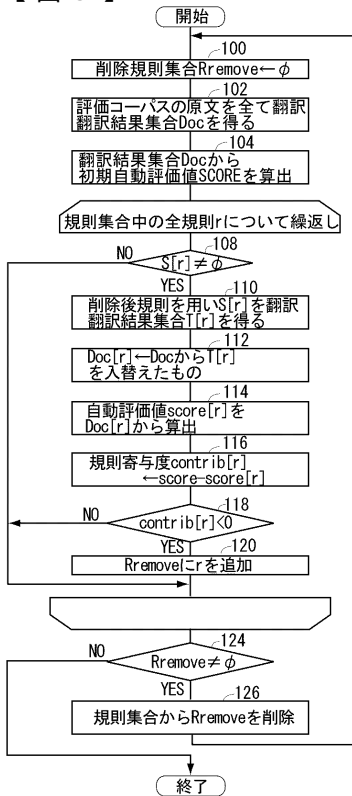 開始
100
削除規則集合Rremove←φ
102
評価コーパスの原文を全て翻訳
翻訳結果集合Docを得る
104
翻訳結果集合Docから
初期自動評価値SCOREを算出
規則集合中の全規則rについて繰返し
108
NO
S[r]≠φ
YES
110
削除後規則を用いS[r]を翻訳
翻訳結果集合T[r]を得る
112
Doc[r]←DocからT[r]
を入替えたもの
114
自動評価値score[r]を
Doc[r]から算出
116
規則寄与度contrib[r]
←score-score[r]
118
NO
contrib[r]<0
YES
120
Rremoveにrを追加
124
NO
Rremove≠φ
YES
126
規則集合からRremoveを削除
終了